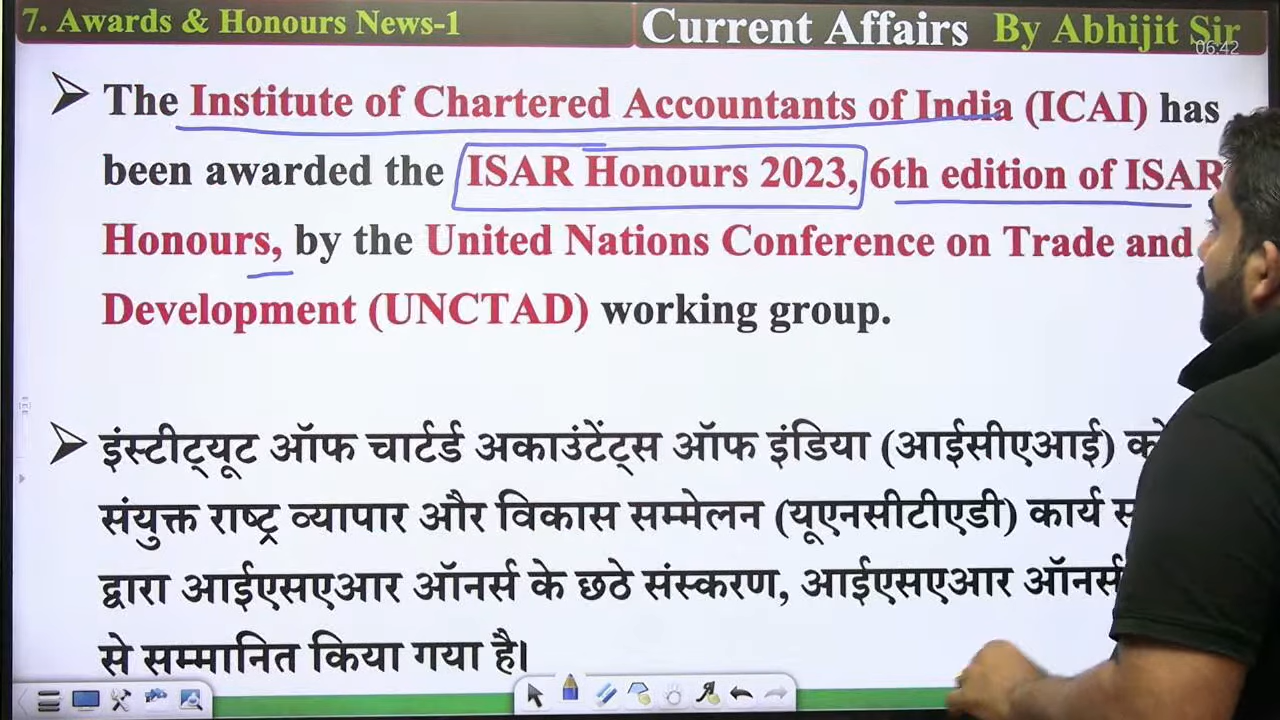 7. Awards & Honours News-1
Current Affairs By Abhijit Sir
06:42
The Institute of Chartered Accountants of India (ICAI) has
been awarded the ISAR Honours 2023, 6th edition of ISAR
Honours, by the United Nations Conference on Trade and
Development (UNCTAD) working group.
इंस्टीट्यूट ऑफ चार्टर्ड अकाउंटेंट्स ऑफ इंडिया (आईसीएआई)
संयुक्त राष्ट्र व्यापार और विकास सम्मेलन (यूएनसीटीएडी) कार्य
द्वारा आईएसएआर ऑनर्स के छठे संस्करण, आईएसएआर ऑनर्स
से सम्मानित किया गया है।